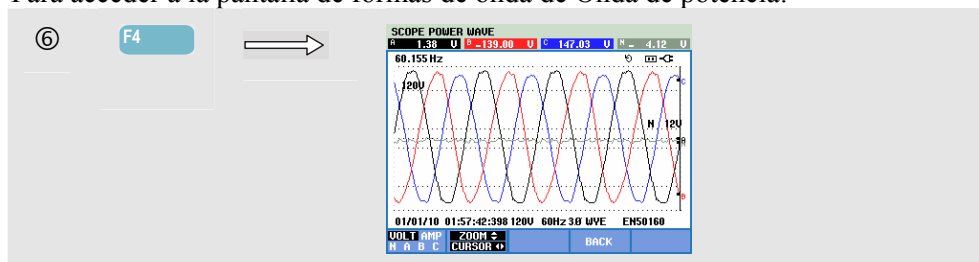 Para acceder a la pantalla de formas de onda de Onda de potencia:
⑥ F4
SCOPE POWER WAVE
A 1.38 V B -139.00 V C 147.03 V N - 4.12 V
60.155 Hz
120V
C
N 12V
A
B
01/01/10 01:57:42:398 120V 60Hz 3Ø WYE EN50160
VOLT AMP ZOOM
N A B C CURSOR BACK